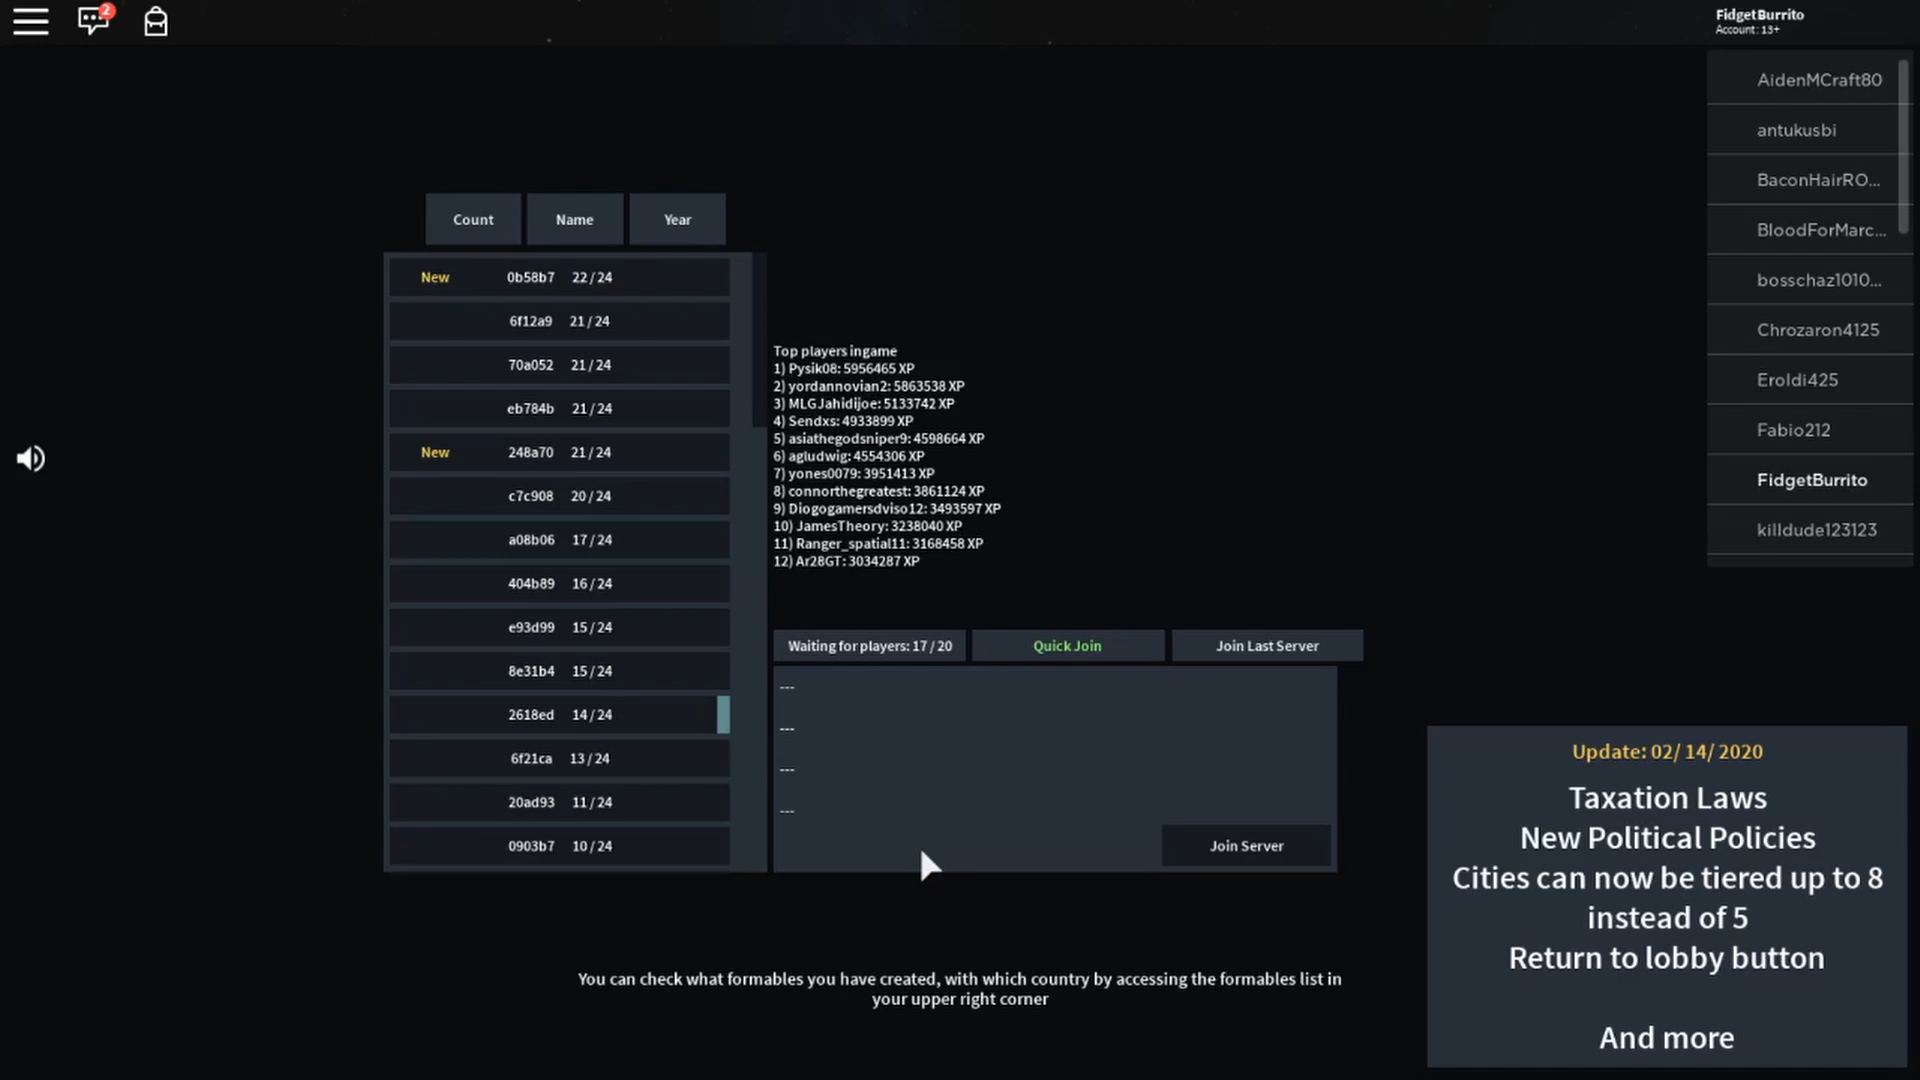 2
FidgetBurrito
Account: 13+
AidenMCraft80
antukusbi
BaconHairRO...
BloodForMarc...
bosschaz1010...
Chrozaron4125
Eroldi425
Fabio212
FidgetBurrito
killdude123123
Count Name Year
New 0b58b7 22/24
6f12a9 21/24
70a052 21/24
eb784b 21/24
New 248a70 21/24
c7c908 20/24
a08b06 17/24
404b89 16/24
e93d99 15/24
8e31b4 15/24
2618ed 14/24
6f21ca 13/24
20ad93 11/24
0903b7 10/24
Top players ingame
1) Pysik08: 5956465 XP
2) yordannovian2: 5863538 XP
3) MLGJahidijoe: 5133742 XP
4) Sendxs: 4933899 XP
5) asiathegodsniper9: 4598664 XP
6) agludwig: 4554306 XP
7) yones0079: 3951413 XP
8) connorthegreatest: 3861124 XP
9) Diogogamersdviso12: 3493597 XP
10) JamesTheory: 3238040 XP
11) Ranger_spatial11: 3168458 XP
12) Ar28GT: 3034287 XP
Waiting for players: 17 / 20 Quick Join Join Last Server
---
---
---
---
Join Server
You can check what formables you have created, with which country by accessing the formables list in
your upper right corner
Update: 02/ 14/ 2020
Taxation Laws
New Political Policies
Cities can now be tiered up to 8
instead of 5
Return to lobby button
And more